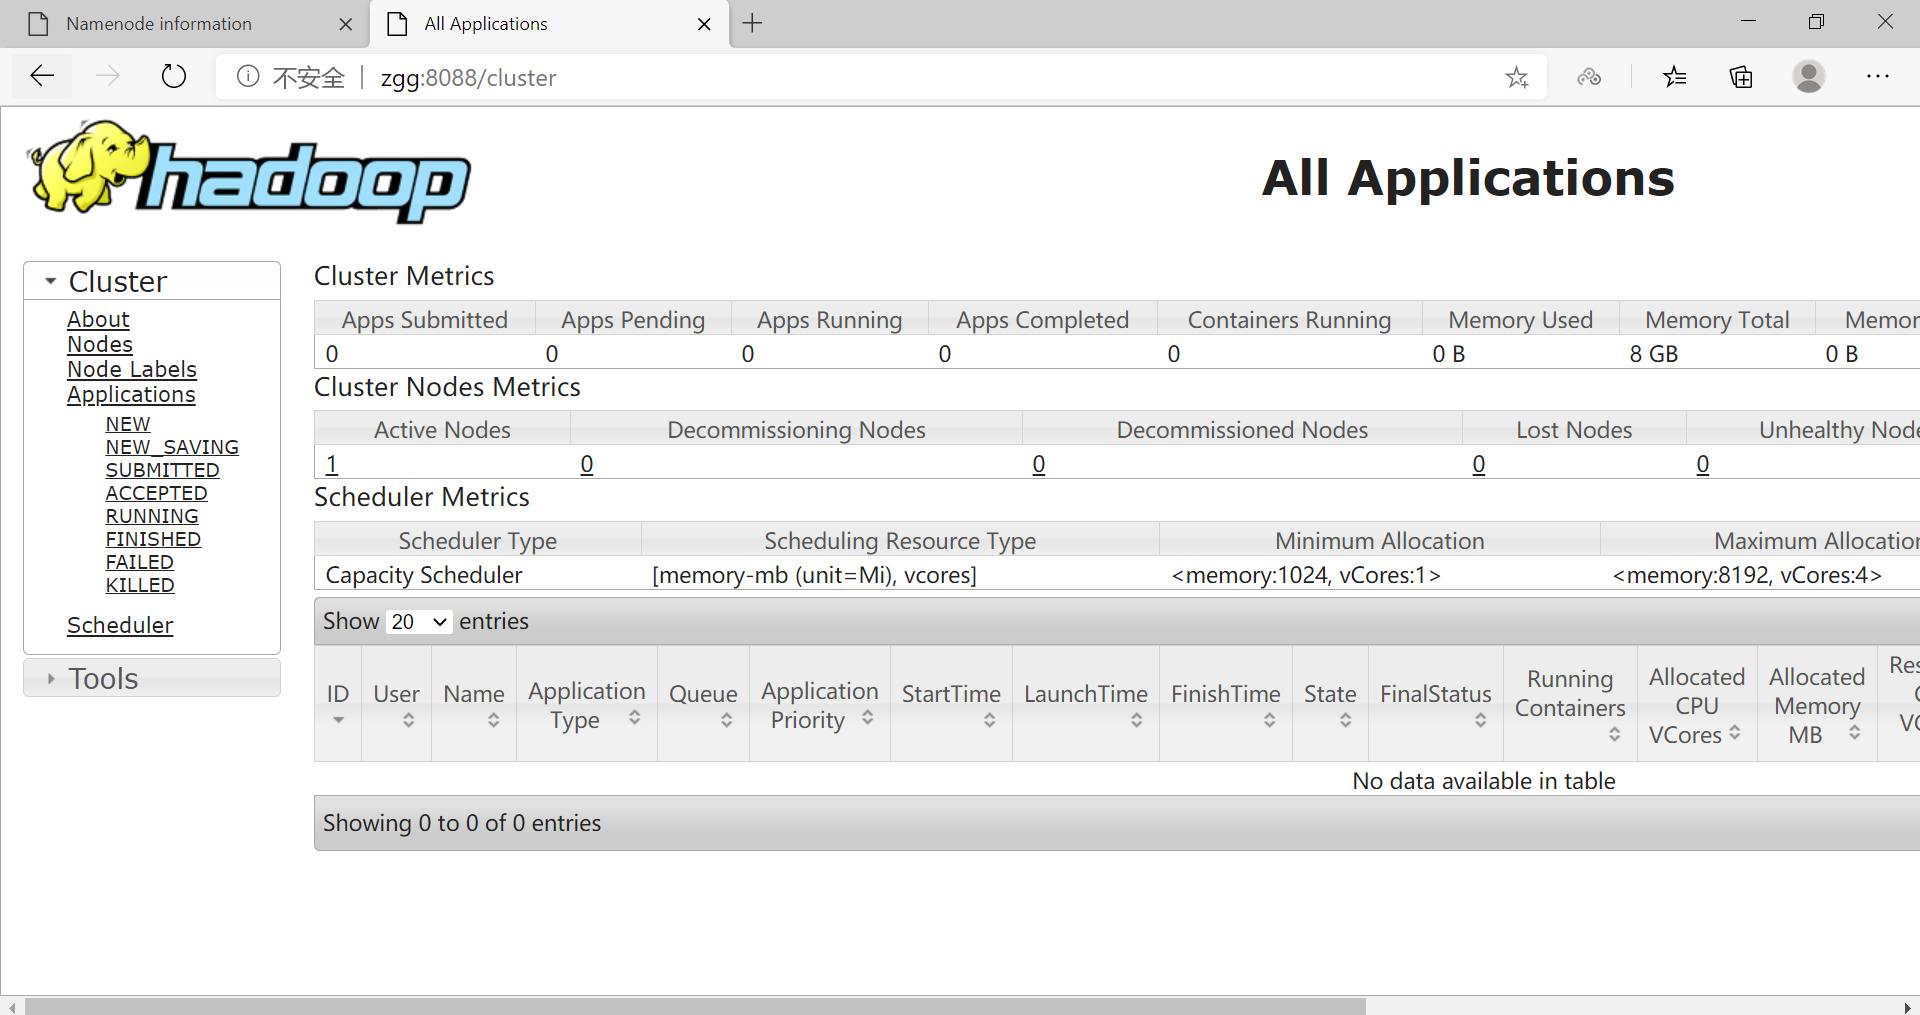 Namenode information
All Applications
不安全 | zgg:8088/cluster
hadoop
All Applications
Cluster
About
Nodes
Node Labels
Applications
NEW
NEW_SAVING
SUBMITTED
ACCEPTED
RUNNING
FINISHED
FAILED
KILLED
Scheduler
Tools
Cluster Metrics
Apps Submitted Apps Pending Apps Running Apps Completed Containers Running Memory Used Memory Total Memor
0 0 0 0 0 0 B 8 GB 0 B
Cluster Nodes Metrics
Active Nodes Decommissioning Nodes Decommissioned Nodes Lost Nodes Unhealthy Node
1 0 0 0 0
Scheduler Metrics
Scheduler Type Scheduling Resource Type Minimum Allocation Maximum Allocation
Capacity Scheduler [memory-mb (unit=Mi), vcores] <memory:1024, vCores:1> <memory:8192, vCores:4>
Show 20 entries
ID User Name Application Type Queue Application Priority StartTime LaunchTime FinishTime State FinalStatus Running Containers Allocated CPU VCores Allocated Memory MB Res
No data available in table
Showing 0 to 0 of 0 entries